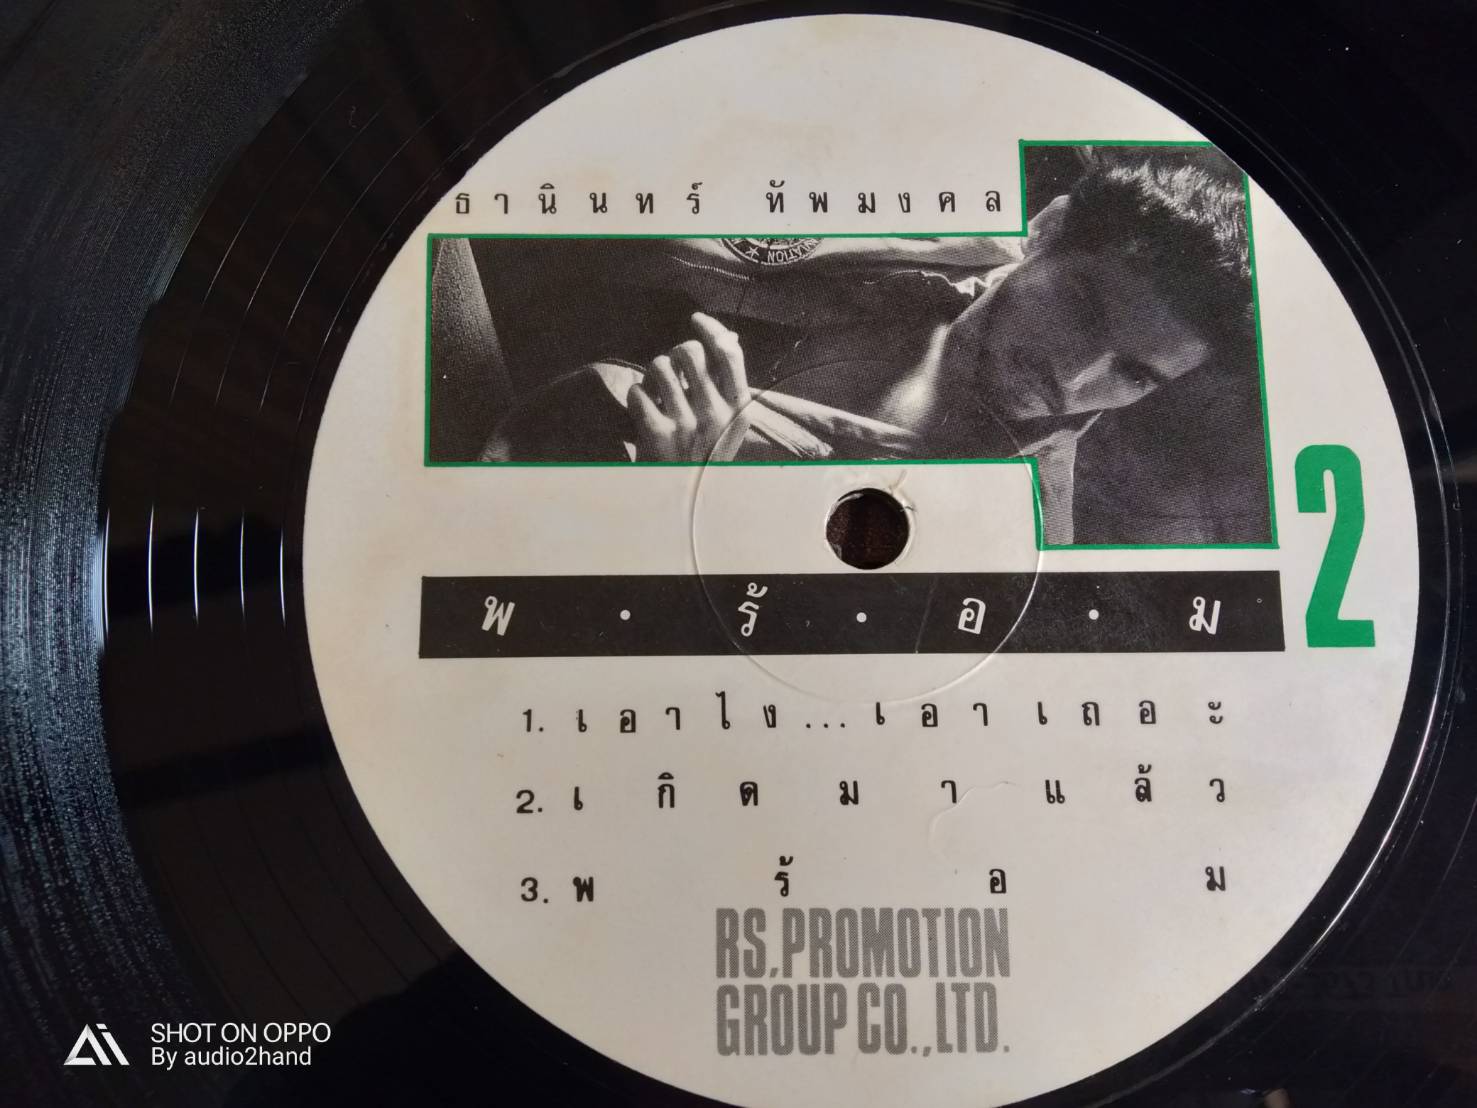 ธานินทร์ ทัพมงคล
2
พ.ร้.อ.ม
1. เอาไง...เอาเถอะ
2. เกิดมาแล้ว
3. พร้อม
RS.PROMOTION
GROUP CO.,LTD.
SHOT ON OPPO
By audio2hand